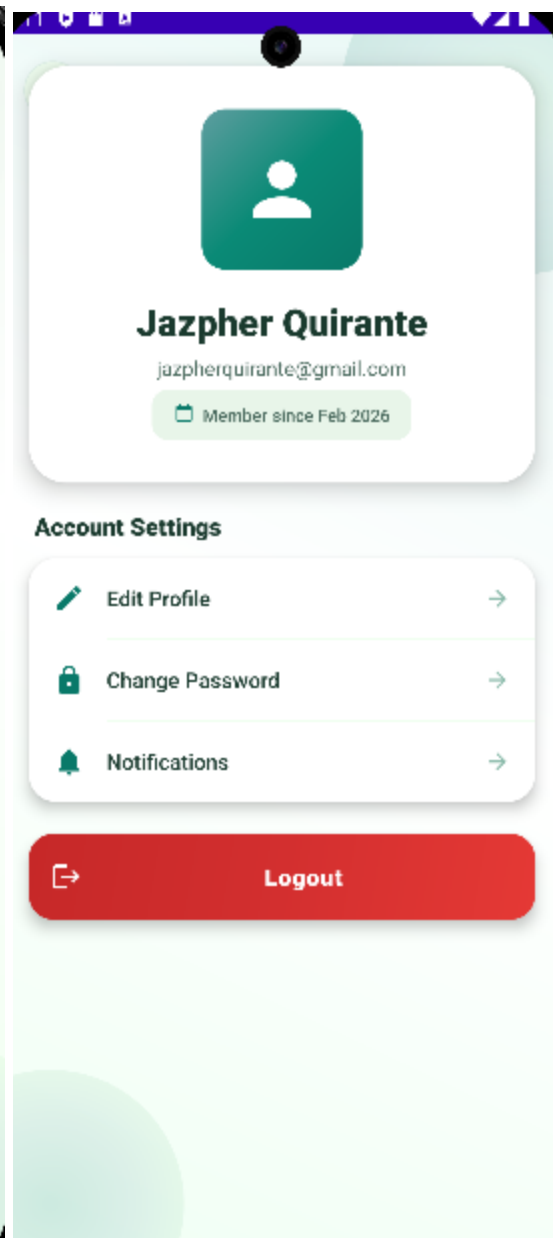 Jazpher Quirante
jazpherquirante@gmail.com
Member since Feb 2026
Account Settings
Edit Profile
Change Password
Notifications
Logout